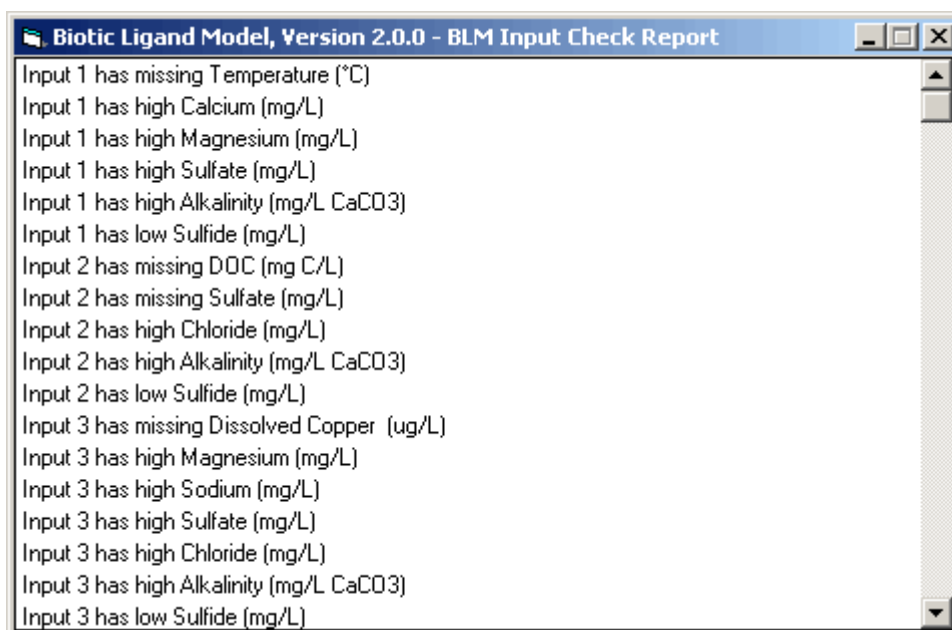 Biotic Ligand Model, Version 2.0.0 - BLM Input Check Report
Input 1 has missing Temperature (°C)
Input 1 has high Calcium (mg/L)
Input 1 has high Magnesium (mg/L)
Input 1 has high Sulfate (mg/L)
Input 1 has high Alkalinity (mg/L CaCO3)
Input 1 has low Sulfide (mg/L)
Input 2 has missing DOC (mg C/L)
Input 2 has missing Sulfate (mg/L)
Input 2 has high Chloride (mg/L)
Input 2 has high Alkalinity (mg/L CaCO3)
Input 2 has low Sulfide (mg/L)
Input 3 has missing Dissolved Copper  (ug/L)
Input 3 has high Magnesium (mg/L)
Input 3 has high Sodium (mg/L)
Input 3 has high Sulfate (mg/L)
Input 3 has high Chloride (mg/L)
Input 3 has high Alkalinity (mg/L CaCO3)
Input 3 has low Sulfide (mg/L)